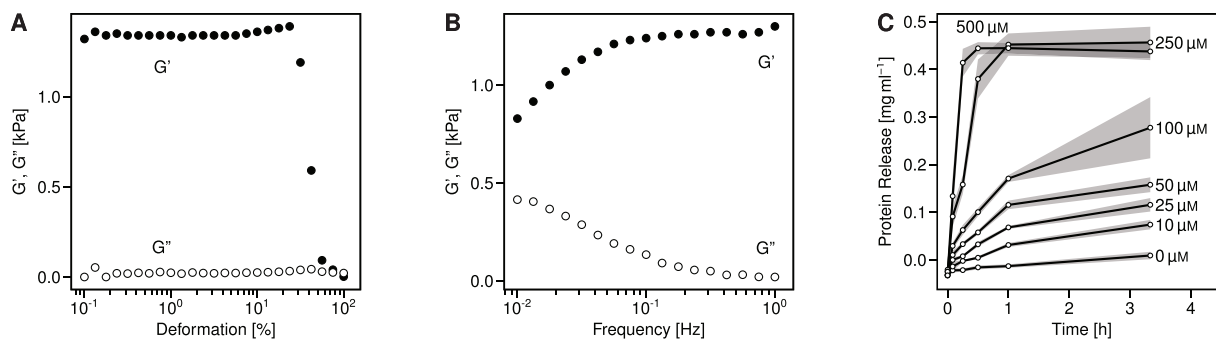 A
G', G" [kPa]
1.0
0.5
0.0
G'
G"
10⁻¹ 10⁰ 10¹ 10²
Deformation [%]
B
G', G" [kPa]
1.0
0.5
0.0
G'
G"
10⁻² 10⁻¹ 10⁰
Frequency [Hz]
C
Protein Release [mg ml⁻¹]
0.5
0.4
0.3
0.2
0.1
0.0
500 µM
250 µM
100 µM
50 µM
25 µM
10 µM
0 µM
0 1 2 3 4
Time [h]